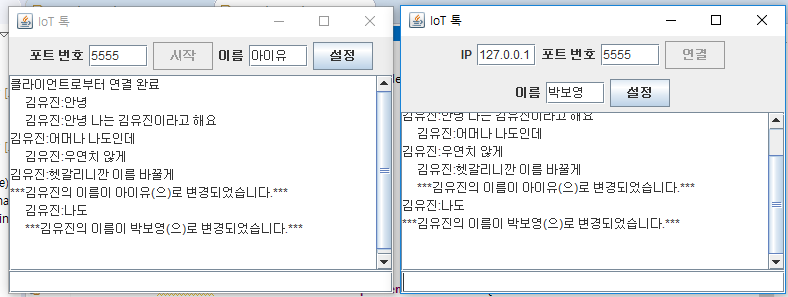 IoT 톡
포트 번호 5555 시작 이름 아이유 설정
클라이언트로부터 연결 완료
김유진:안녕
김유진:안녕 나는 김유진이라고 해요
김유진:어머나 나도인데
김유진:우연치 않게
김유진:헷갈리니깐 이름 바꿀게
***김유진의 이름이 아이유(으)로 변경되었습니다.***
김유진:나도
***김유진의 이름이 박보영(으)로 변경되었습니다.***
IoT 톡
IP 127.0.0.1 포트 번호 5555 연결
이름 박보영 설정
김유진:안녕 나는 김유진이라고 해요
김유진:어머나 나도인데
김유진:우연치 않게
김유진:헷갈리니깐 이름 바꿀게
***김유진의 이름이 아이유(으)로 변경되었습니다.***
김유진:나도
***김유진의 이름이 박보영(으)로 변경되었습니다.***